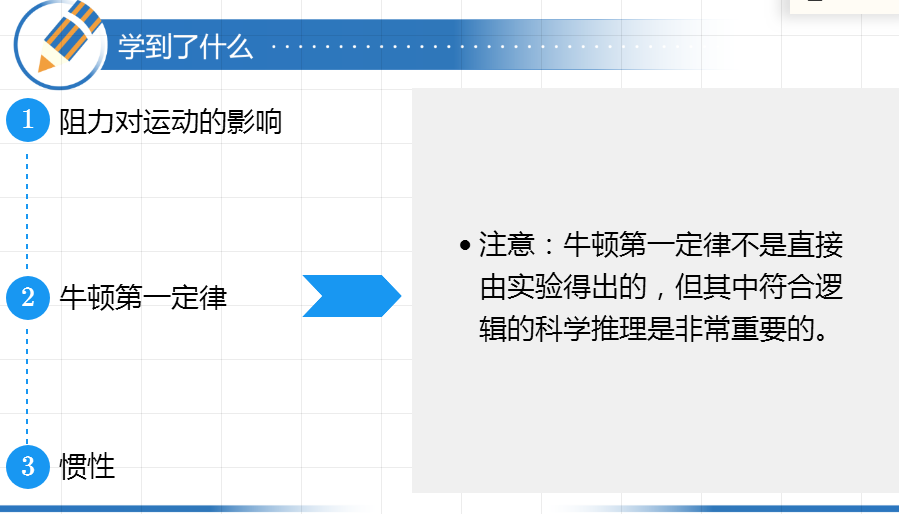 学到了什么
1 阻力对运动的影响
2 牛顿第一定律
3 惯性
• 注意：牛顿第一定律不是直接
由实验得出的，但其中符合逻
辑的科学推理是非常重要的。